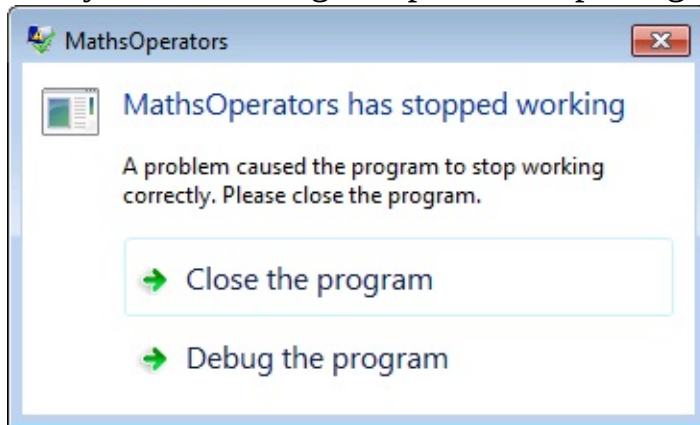 MathsOperators
MathsOperators has stopped working
A problem caused the program to stop working
correctly. Please close the program.
Close the program
Debug the program